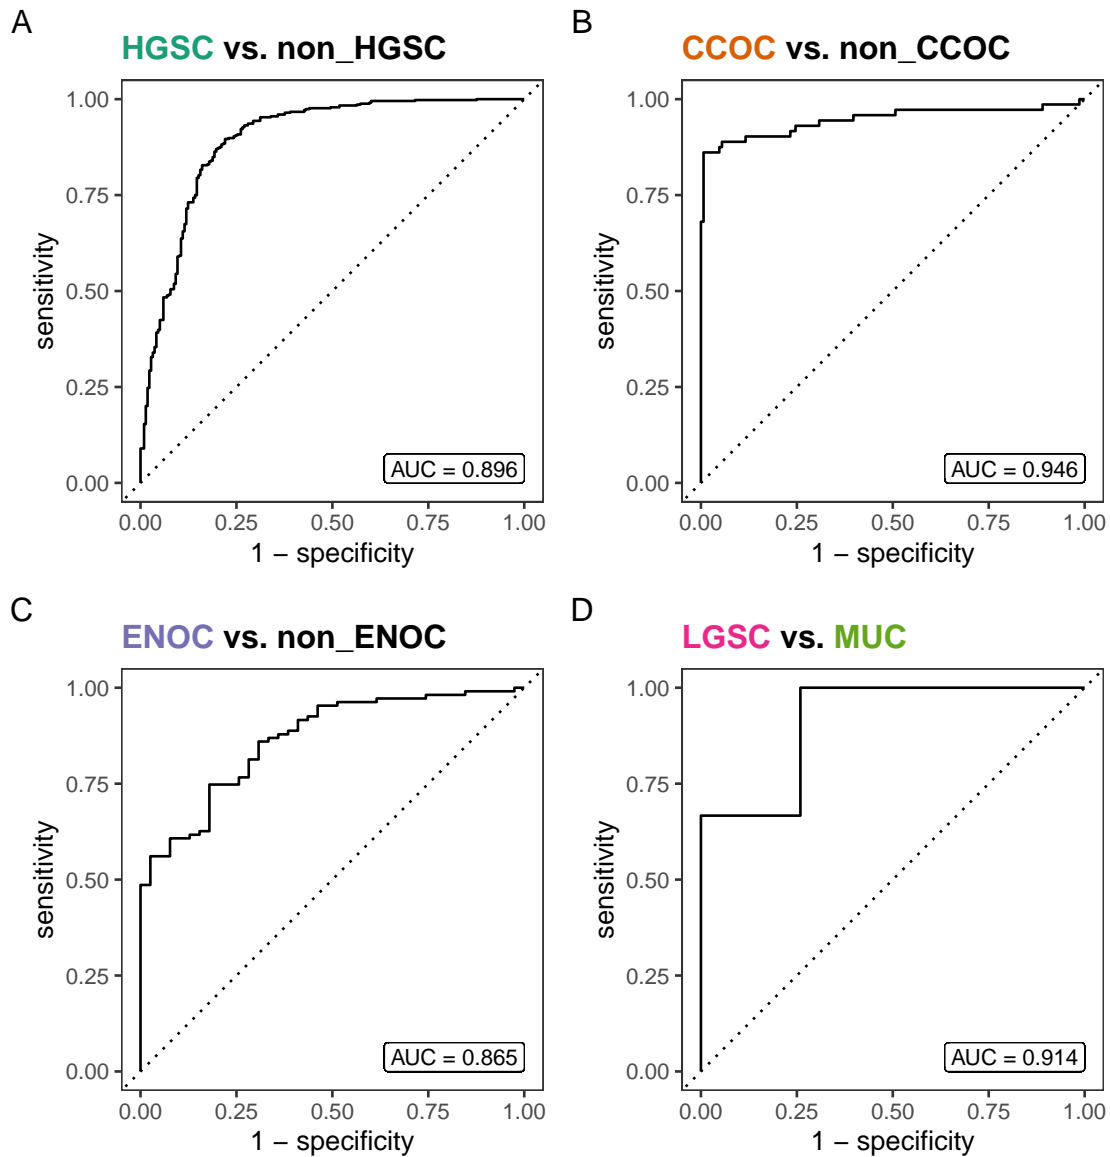 A
HGSC vs. non_HGSC
1.00
0.75
0.50
0.25
0.00
sensitivity
AUC = 0.896
0.00 0.25 0.50 0.75 1.00
1 − specificity
B
CCOC vs. non_CCOC
1.00
0.75
0.50
0.25
0.00
sensitivity
AUC = 0.946
0.00 0.25 0.50 0.75 1.00
1 − specificity
C
ENOC vs. non_ENOC
1.00
0.75
0.50
0.25
0.00
sensitivity
AUC = 0.865
0.00 0.25 0.50 0.75 1.00
1 − specificity
D
LGSC vs. MUC
1.00
0.75
0.50
0.25
0.00
sensitivity
AUC = 0.914
0.00 0.25 0.50 0.75 1.00
1 − specificity